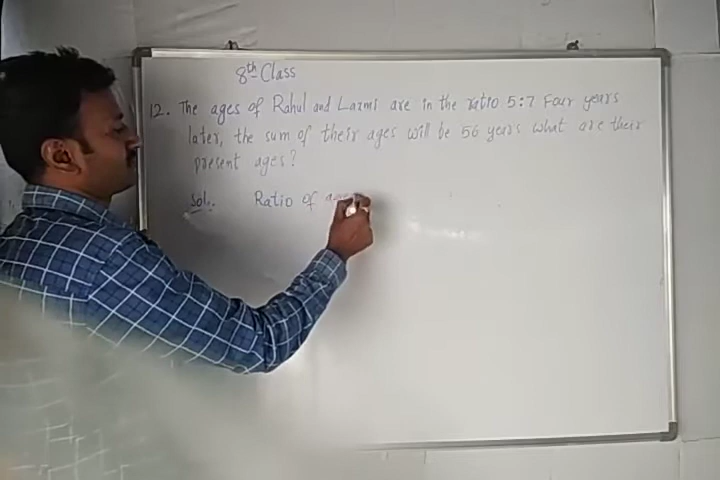 8th Class
12. The ages of Rahul and Laxmi are in the ratio 5:7 Four years
later, the sum of their ages will be 56 years what are their
present ages?
Sol:. Ratio of ages